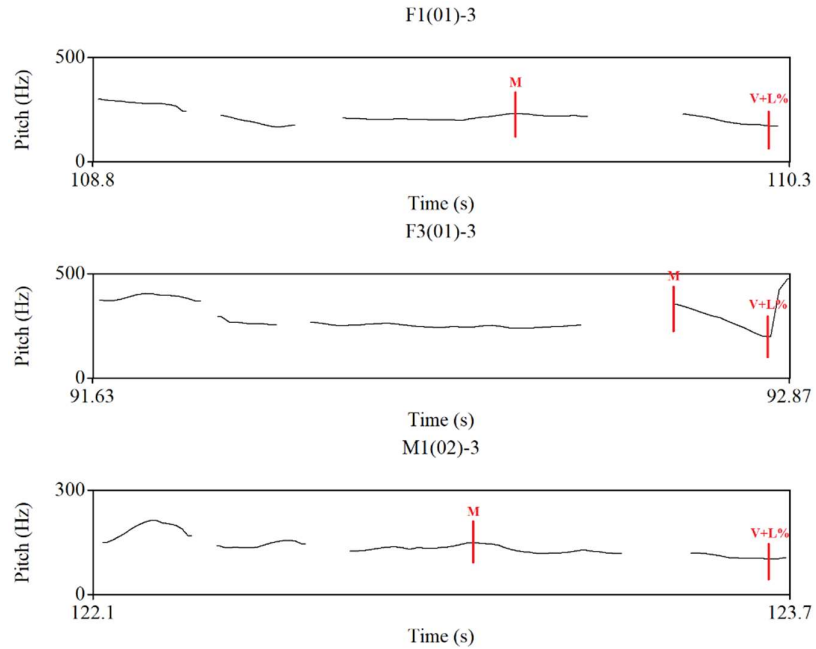 F1(01)-3
500
Pitch (Hz)
M
V+L%
0
108.8
110.3
Time (s)
F3(01)-3
500
Pitch (Hz)
M
V+L%
0
91.63
92.87
Time (s)
M1(02)-3
300
Pitch (Hz)
M
V+L%
0
122.1
123.7
Time (s)